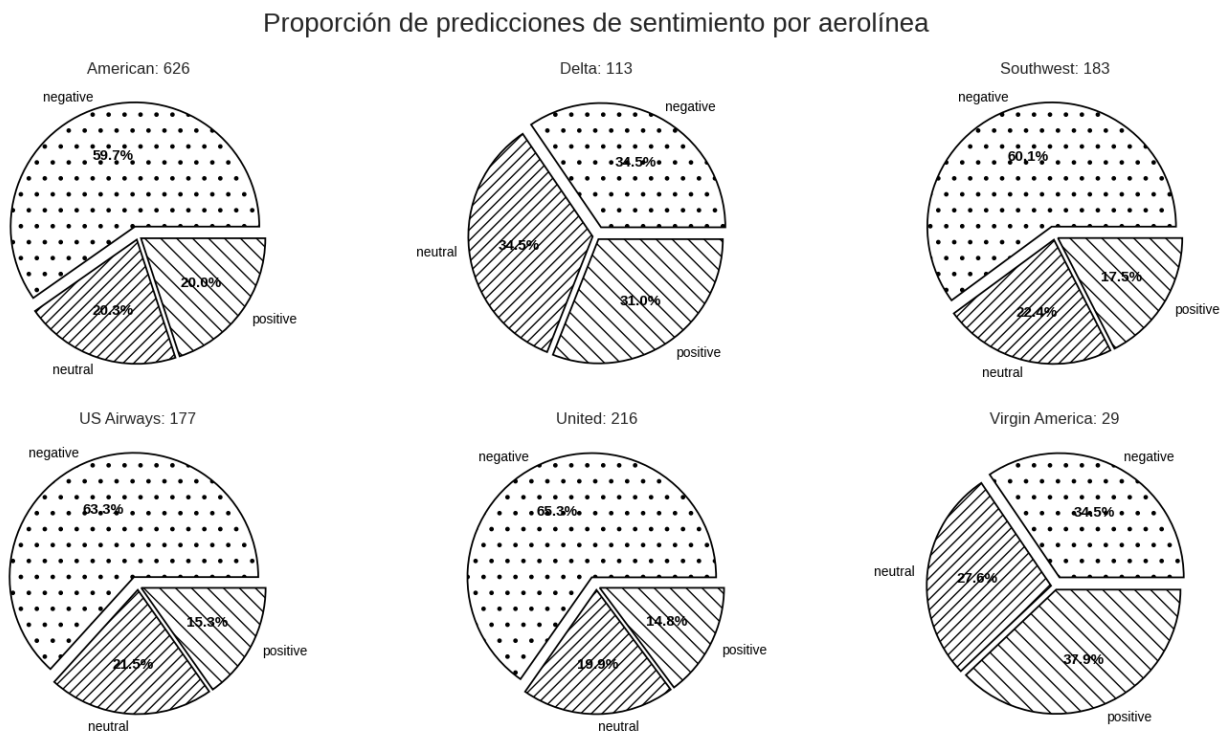 Proporción de predicciones de sentimiento por aerolínea
American: 626
negative
59.7%
20.0%
20.3%
positive
neutral
Delta: 113
negative
34.5%
34.5%
neutral
31.0%
positive
Southwest: 183
negative
60.1%
17.5%
22.4%
positive
neutral
US Airways: 177
negative
63.3%
15.3%
21.5%
positive
neutral
United: 216
negative
65.3%
14.8%
19.9%
positive
neutral
Virgin America: 29
negative
34.5%
neutral
27.6%
37.9%
positive